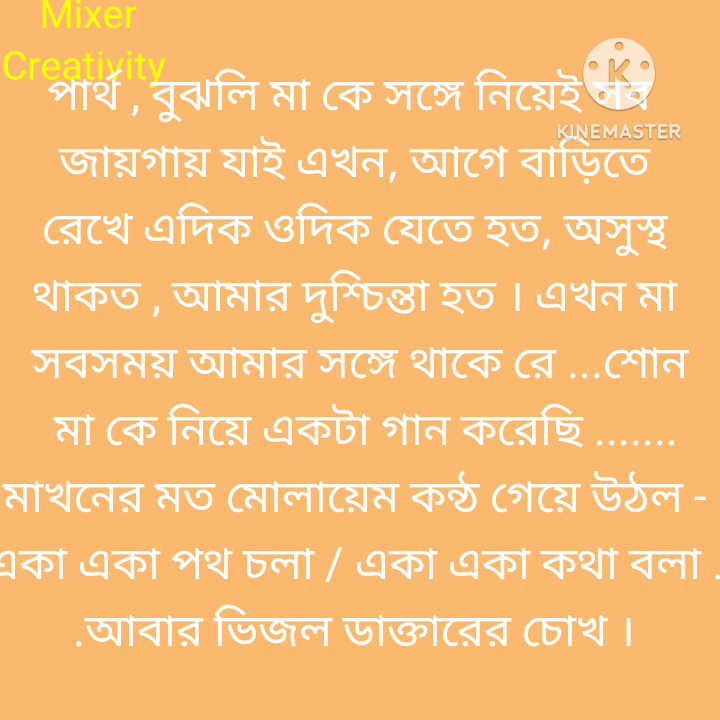 Mixer
Creativity
পার্থ , বুঝলি মা কে সঙ্গে নিয়েই সব
KINEMASTER
জায়গায় যাই এখন, আগে বাড়িতে
রেখে এদিক ওদিক যেতে হত, অসুস্থ
থাকত , আমার দুশ্চিন্তা হত । এখন মা
সবসময় আমার সঙ্গে থাকে রে ...শোন
মা কে নিয়ে একটা গান করেছি .......
মাখনের মত মোলায়েম কন্ঠ গেয়ে উঠল -
একা একা পথ চলা / একা একা কথা বলা .
.আবার ভিজল ডাক্তারের চোখ ।